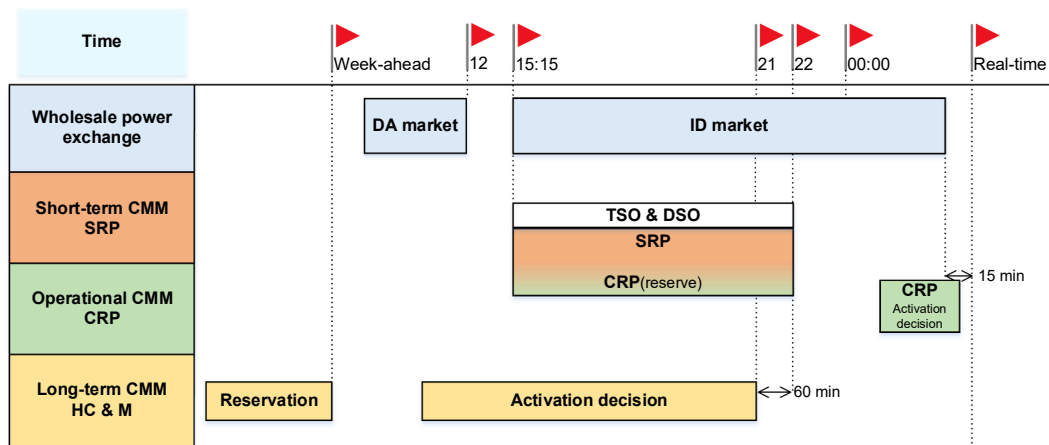 Time
Week-ahead
12
15:15
21
22
00:00
Real-time
Wholesale power
exchange
DA market
ID market
Short-term CMM
SRP
TSO & DSO
SRP
CRP(reserve)
Operational CMM
CRP
15 min
CRP
Activation
decision
Long-term CMM
HC & M
Reservation
Activation decision
60 min